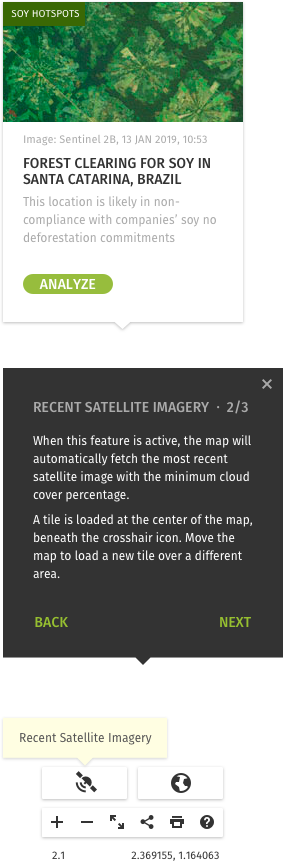 SOY HOTSPOTS
Image: Sentinel 2B, 13 JAN 2019, 10:53
FOREST CLEARING FOR SOY IN
SANTA CATARINA, BRAZIL
This location is likely in non-
compliance with companies’ soy no
deforestation commitments
ANALYZE
RECENT SATELLITE IMAGERY · 2/3
When this feature is active, the map will
automatically fetch the most recent
satellite image with the minimum cloud
cover percentage.
A tile is loaded at the center of the map,
beneath the crosshair icon. Move the
map to load a new tile over a different
area.
BACK NEXT
Recent Satellite Imagery
2.1 2.369155, 1.164063